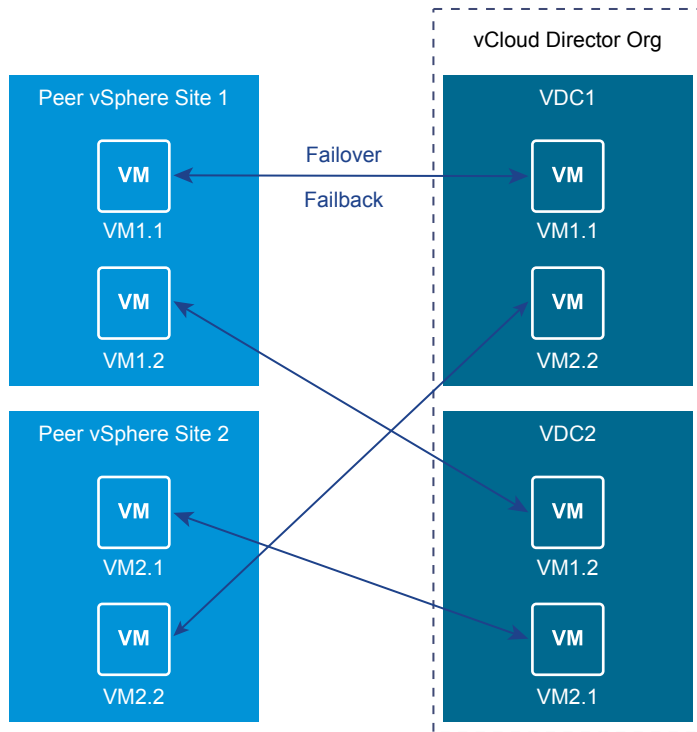 vCloud Director Org
Peer vSphere Site 1
VM
VM1.1
VM
VM1.2
Failover
Failback
VDC1
VM
VM1.1
VM
VM2.2
Peer vSphere Site 2
VM
VM2.1
VM
VM2.2
VDC2
VM
VM1.2
VM
VM2.1